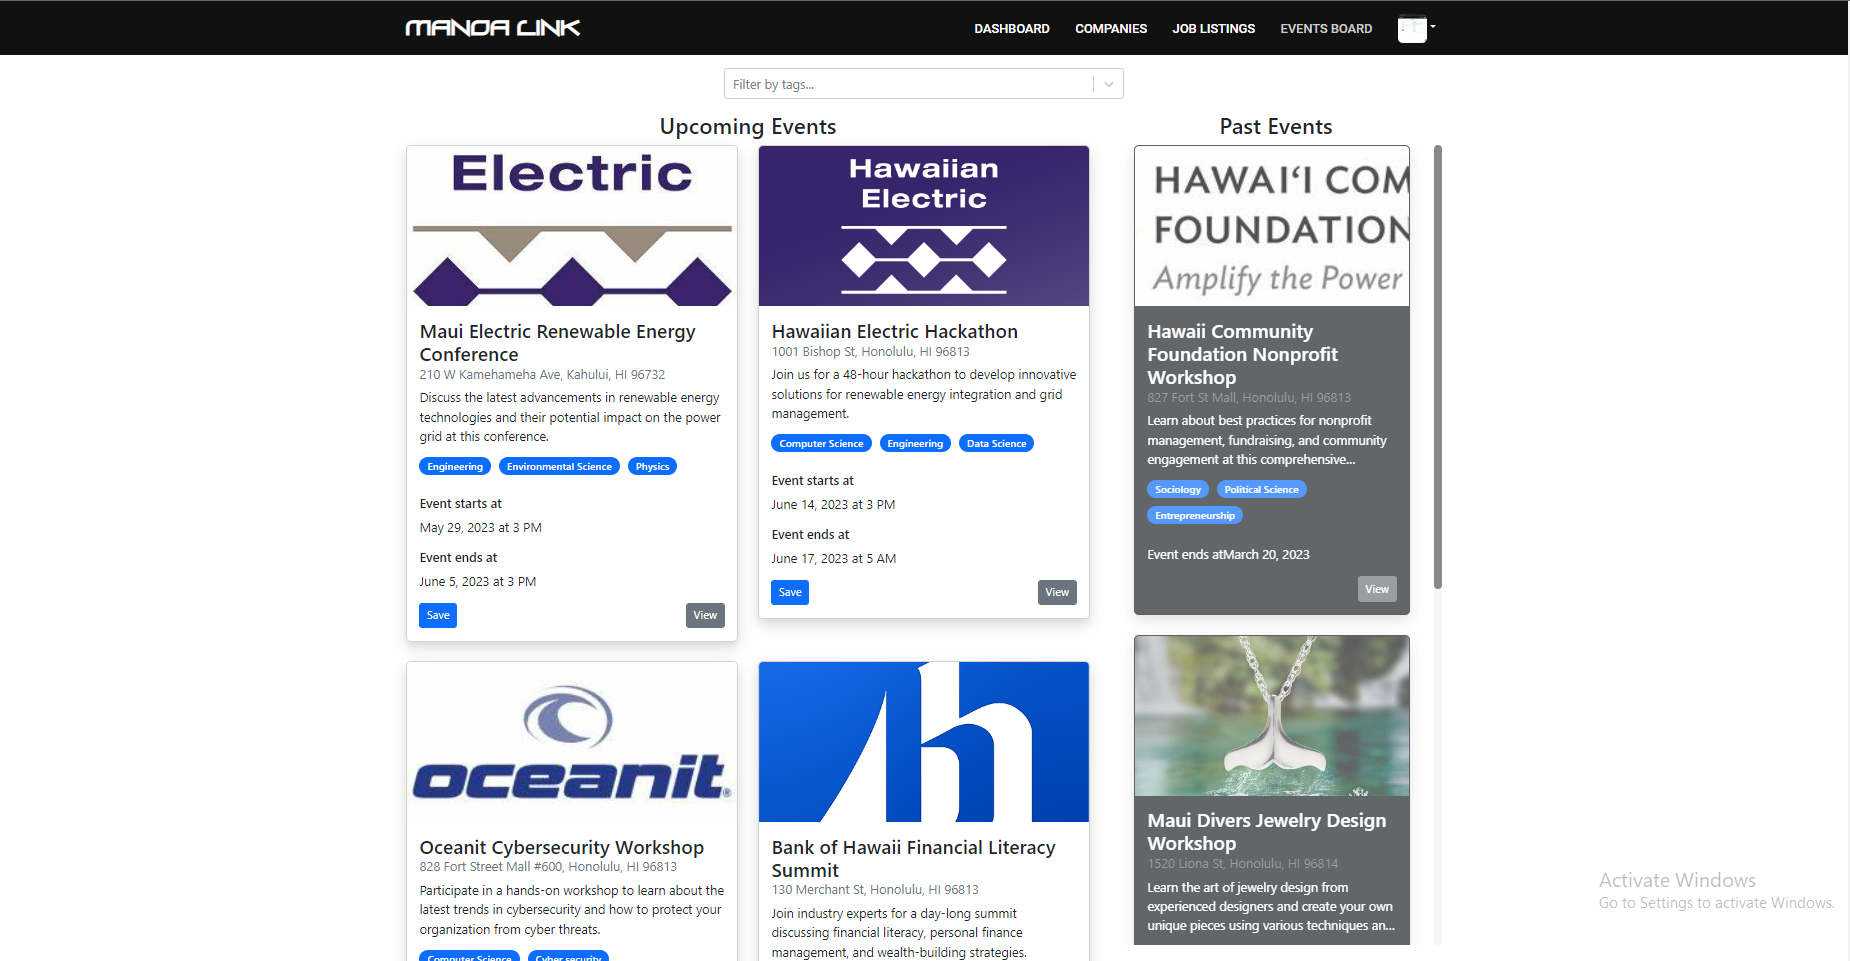 MANOA LINK
DASHBOARD
COMPANIES
JOB LISTINGS
EVENTS BOARD
Filter by tags...
Upcoming Events
Past Events
Electric
Maui Electric Renewable Energy
Conference
210 W Kamehameha Ave, Kahului, HI 96732
Discuss the latest advancements in renewable energy
technologies and their potential impact on the power
grid at this conference.
Engineering
Environmental Science
Physics
Event starts at
May 29, 2023 at 3 PM
Event ends at
June 5, 2023 at 3 PM
Save
View
Hawaiian
Electric
Hawaiian Electric Hackathon
1001 Bishop St, Honolulu, HI 96813
Join us for a 48-hour hackathon to develop innovative
solutions for renewable energy integration and grid
management.
Computer Science
Engineering
Data Science
Event starts at
June 14, 2023 at 3 PM
Event ends at
June 17, 2023 at 5 AM
Save
View
HAWAIʻI COM
FOUNDATION
Amplify the Power
Hawaii Community
Foundation Nonprofit
Workshop
827 Fort St Mall, Honolulu, HI 96813
Learn about best practices for nonprofit
management, fundraising, and community
engagement at this comprehensive...
Sociology
Political Science
Entrepreneurship
Event ends atMarch 20, 2023
View
oceanit®
Oceanit Cybersecurity Workshop
828 Fort Street Mall #600, Honolulu, HI 96813
Participate in a hands-on workshop to learn about the
latest trends in cybersecurity and how to protect your
organization from cyber threats.
Computer Science
Cyber security
Bank of Hawaii Financial Literacy
Summit
130 Merchant St, Honolulu, HI 96813
Join industry experts for a day-long summit
discussing financial literacy, personal finance
management, and wealth-building strategies.
Maui Divers Jewelry Design
Workshop
1520 Liona St, Honolulu, HI 96814
Learn the art of jewelry design from
experienced designers and create your own
unique pieces using various techniques an...
Activate Windows
Go to Settings to activate Windows.